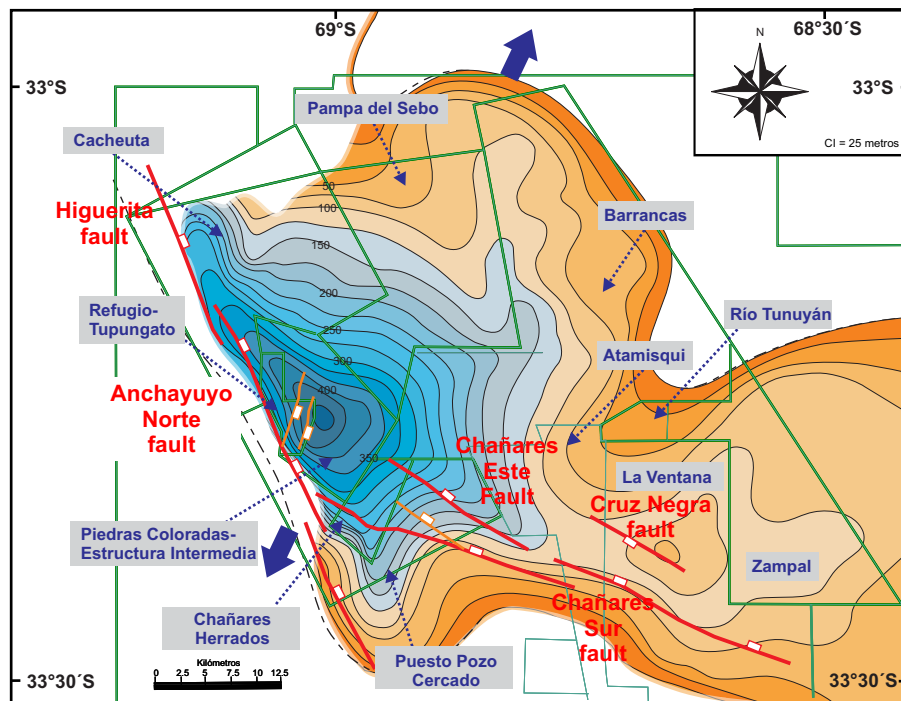 69°S
68°30´S
N
33°S
33°S
CI = 25 metros
Pampa del Sebo
Cacheuta
50
100
150
200
250
300
400
350
Higuerita
fault
Barrancas
Refugio-
Tupungato
Río Tunuyán
Atamisqui
Anchayuyo
Norte
fault
Chañares
Este
Fault
La Ventana
Cruz Negra
fault
Piedras Coloradas-
Estructura Intermedia
Zampal
Chañares
Sur
fault
Chañares
Herrados
Puesto Pozo
Cercado
Kilómetros
0 2.5 5 7.5 10 12.5
33°30´S
33°30´S